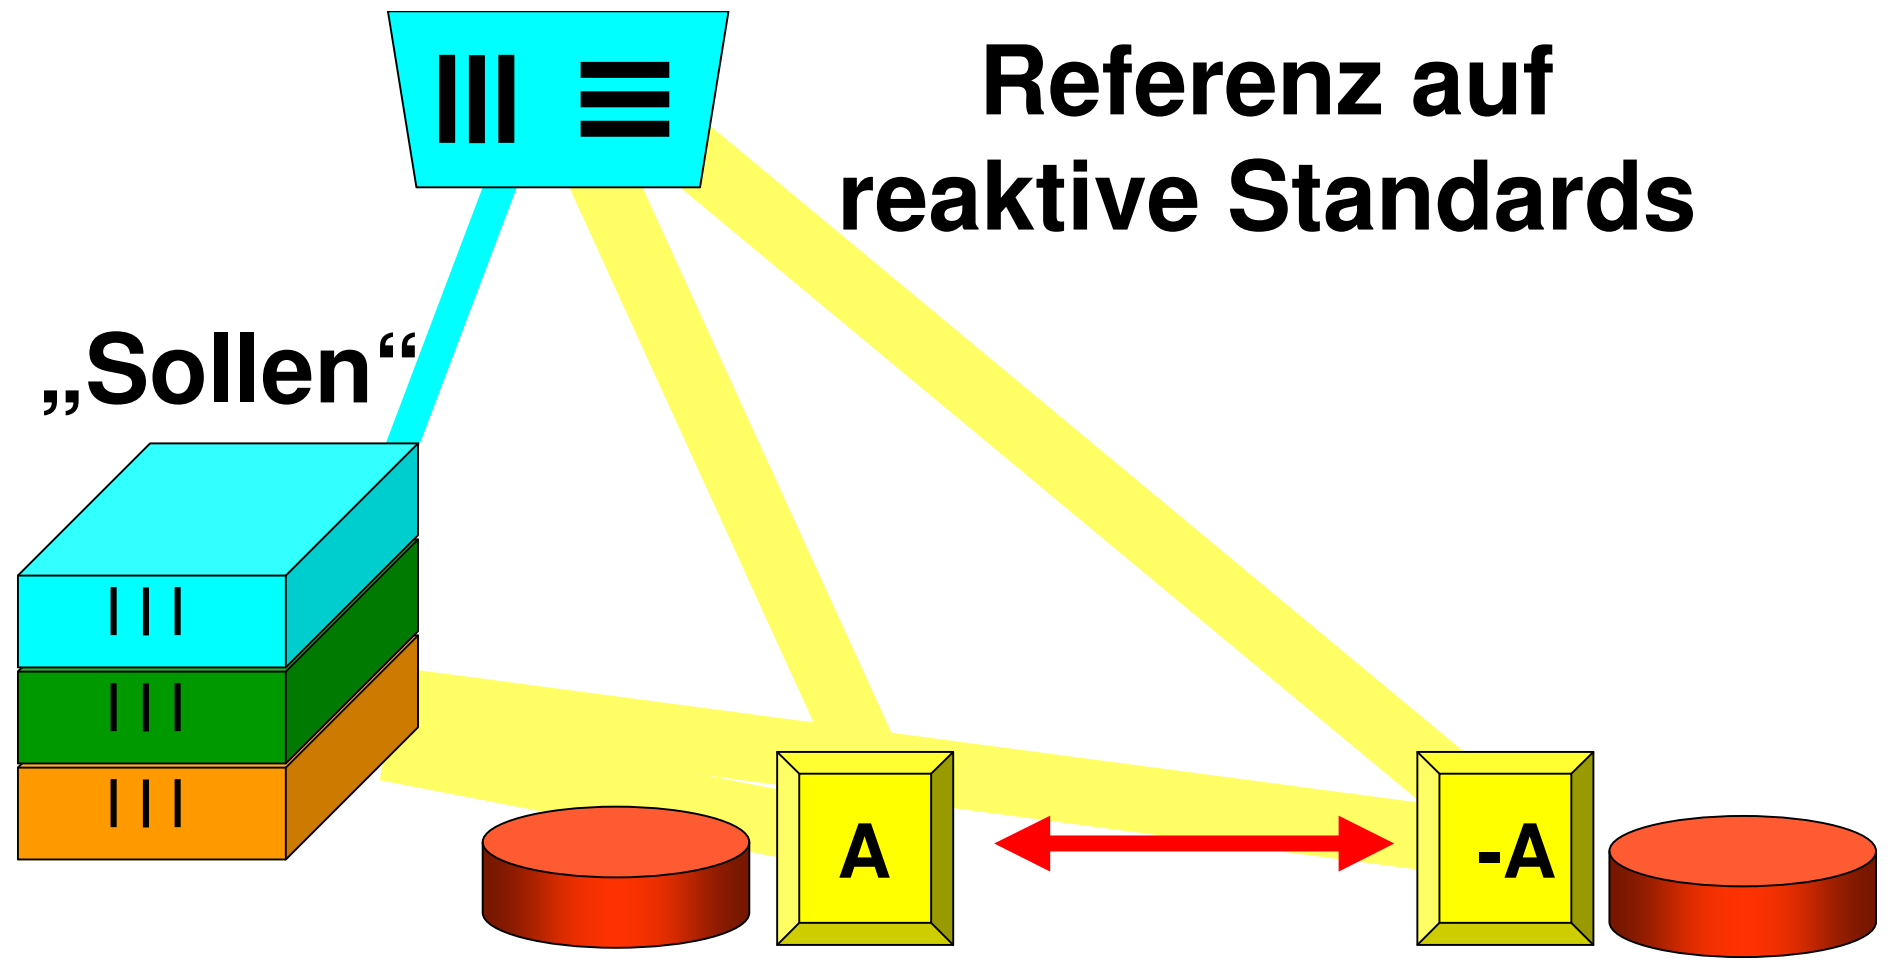 Referenz auf
reaktive Standards
„Sollen“
A
-A